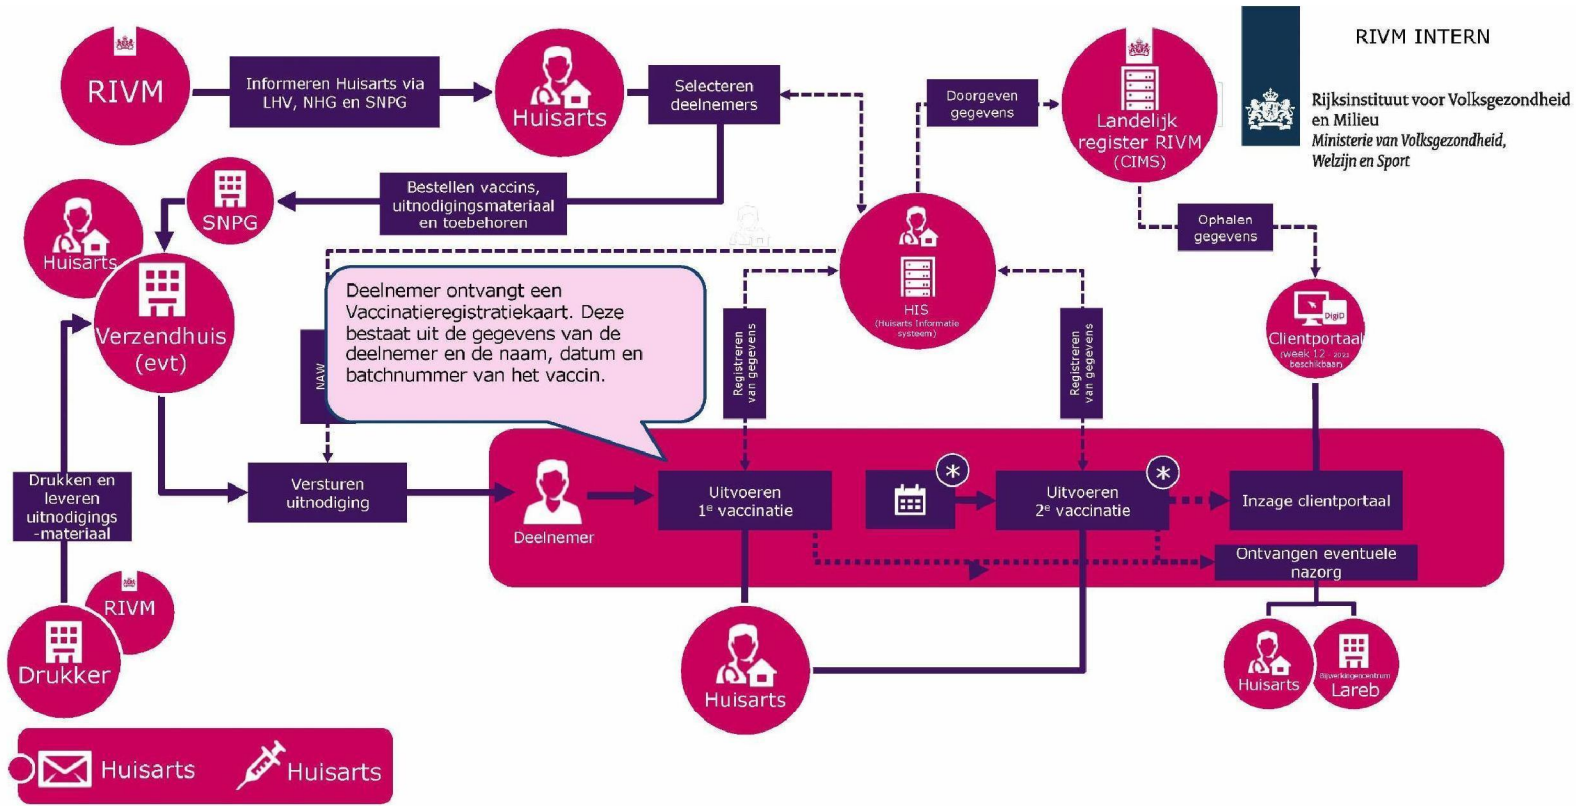 RIVM
Informeren Huisarts via
LHV, NHG en SNPG
Huisarts
Selecteren
deelnemers
Doorgeven
gegevens
Landelijk
register RIVM
(CIMS)
RIVM INTERN
Rijksinstituut voor Volksgezondheid
en Milieu
Ministerie van Volksgezondheid,
Welzijn en Sport
SNPG
Bestellen vaccins,
uitnodigingsmateriaal
en toebehoren
Huisarts
Verzendhuis
(evt)
HIS
(Huisarts Informatie
systeem)
Ophalen
gegevens
DigiD
Clientportaal
(week 12 - 2023
beschikbaar)
Deelnemer ontvangt een
Vaccinatieregistratiekaart. Deze
bestaat uit de gegevens van de
deelnemer en de naam, datum en
batchnummer van het vaccin.
NAW
Registreren
van gegevens
Registreren
van gegevens
Drukken en
leveren
uitnodigings
-materiaal
Versturen
uitnodiging
Deelnemer
Uitvoeren
1e vaccinatie
*
Uitvoeren
2e vaccinatie
*
Inzage clientportaal
Ontvangen eventuele
nazorg
RIVM
Drukker
Huisarts
Huisarts
Bijwerkingencentrum
Lareb
Huisarts
Huisarts